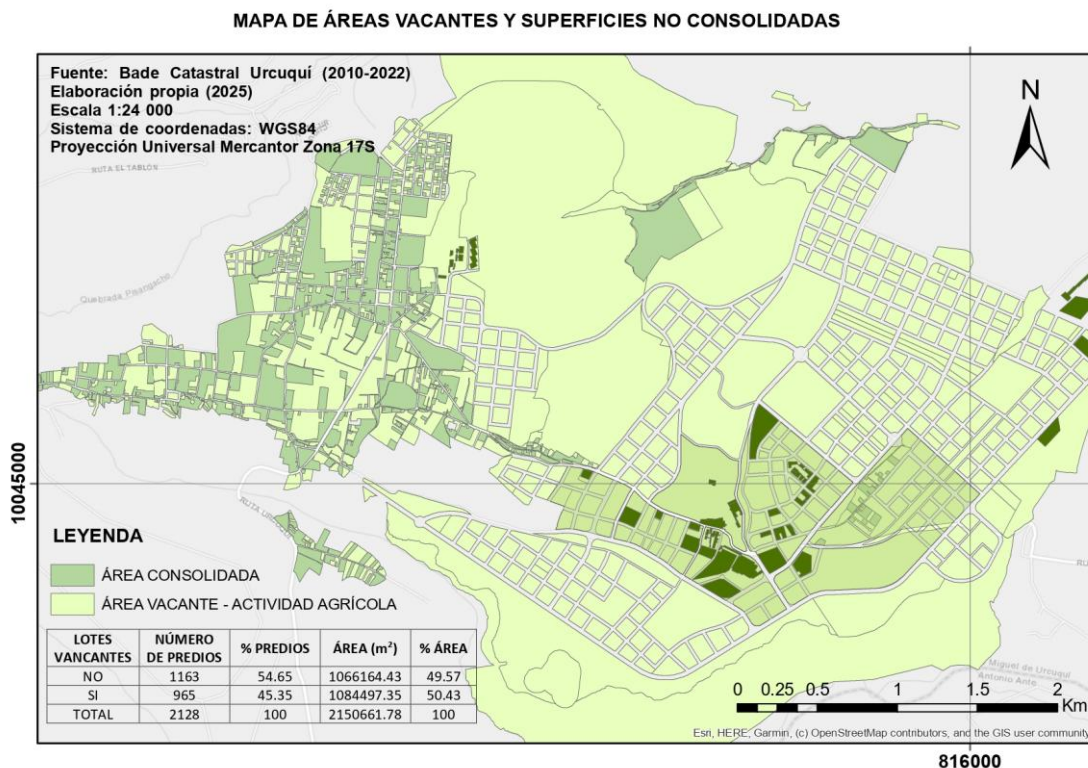 MAPA DE ÁREAS VACANTES Y SUPERFICIES NO CONSOLIDADAS
Fuente: Bade Catastral Urcuquí (2010-2022)
Elaboración propia (2025)
Escala 1:24 000
Sistema de coordenadas: WGS84
Proyección Universal Mercantor Zona 17S
N
RUTA EL TABLÓN
Quebrada Pisangacho
10045000
RUTA
LEYENDA
ÁREA CONSOLIDADA
ÁREA VACANTE - ACTIVIDAD AGRÍCOLA
LOTES VANCANTES NÚMERO DE PREDIOS % PREDIOS ÁREA (m²) % ÁREA
NO 1163 54.65 1066164.43 49.57
SI 965 45.35 1084497.35 50.43
TOTAL 2128 100 2150661.78 100
Miguel de Urcuquí
Antonio Ante
0 0.25 0.5 1 1.5 2
Km
Esri, HERE, Garmin, (c) OpenStreetMap contributors, and the GIS user community
816000